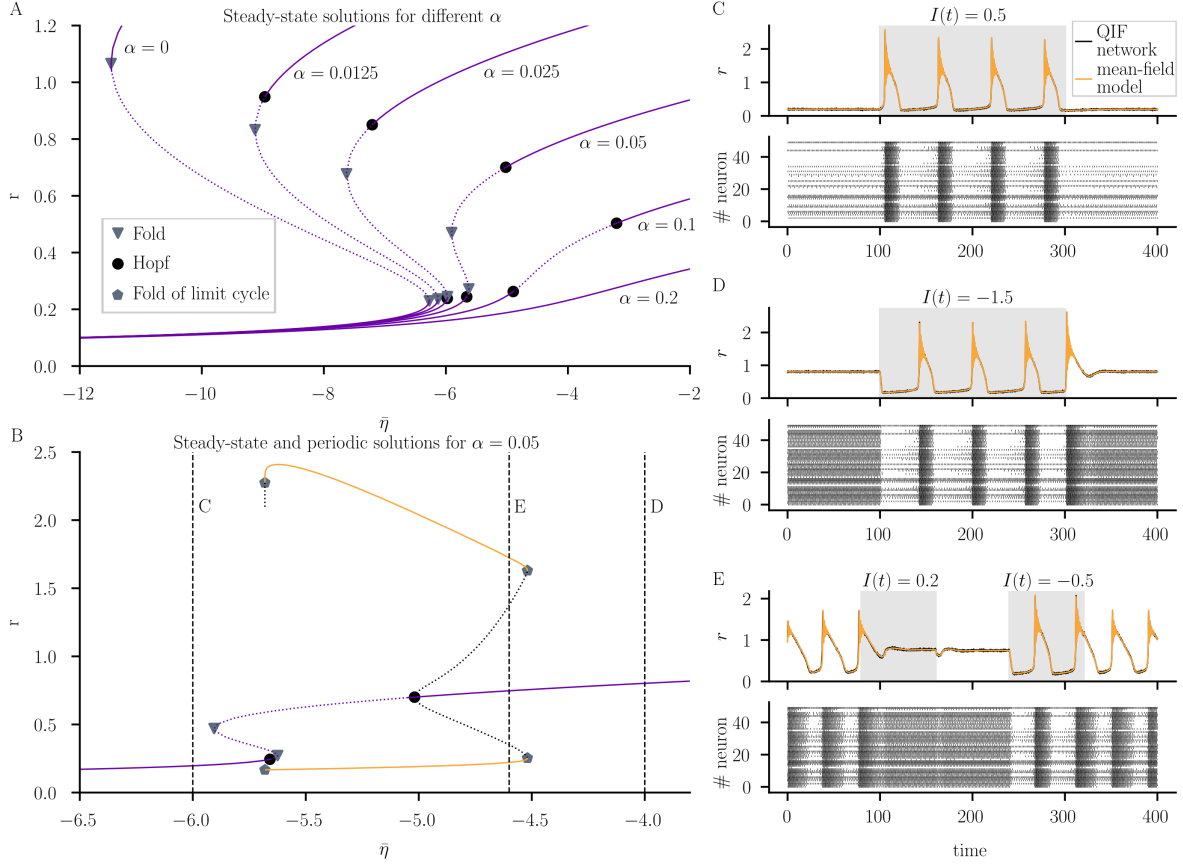 A
Steady-state solutions for different α
1.2
1.0
0.8
0.6
0.4
0.2
0.0
r
α = 0
α = 0.0125
α = 0.025
α = 0.05
α = 0.1
α = 0.2
Fold
Hopf
Fold of limit cycle
−12
−10
−8
−6
−4
−2
η̄
B
Steady-state and periodic solutions for α = 0.05
2.5
2.0
1.5
1.0
0.5
0.0
r
C
E
D
−6.5
−6.0
−5.5
−5.0
−4.5
−4.0
η̄
C
I(t) = 0.5
QIF
network
mean-field
model
r
2
1
0
# neuron
40
20
0
0
100
200
300
400
D
I(t) = −1.5
r
2
1
0
# neuron
40
20
0
0
100
200
300
400
E
I(t) = 0.2
I(t) = −0.5
r
2
1
0
# neuron
40
20
0
0
100
200
300
400
time